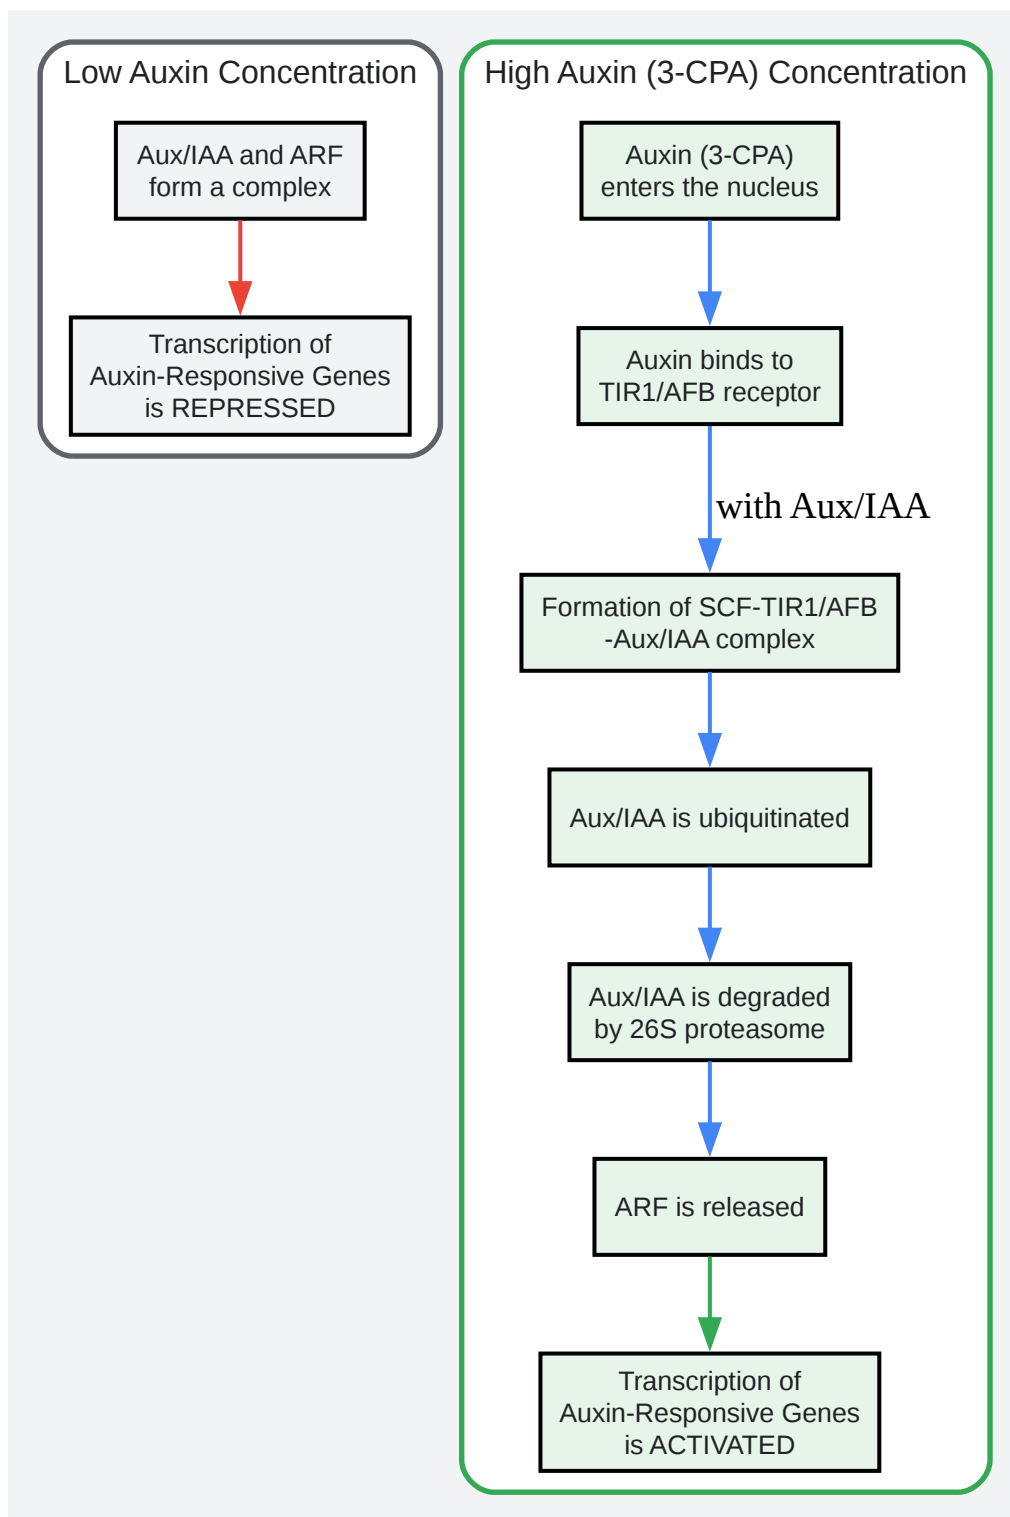 Low Auxin Concentration
Aux/IAA and ARF
form a complex
Transcription of
Auxin-Responsive Genes
is REPRESSED
High Auxin (3-CPA) Concentration
Auxin (3-CPA)
enters the nucleus
Auxin binds to
TIR1/AFB receptor
with Aux/IAA
Formation of SCF-TIR1/AFB
-Aux/IAA complex
Aux/IAA is ubiquitinated
Aux/IAA is degraded
by 26S proteasome
ARF is released
Transcription of
Auxin-Responsive Genes
is ACTIVATED